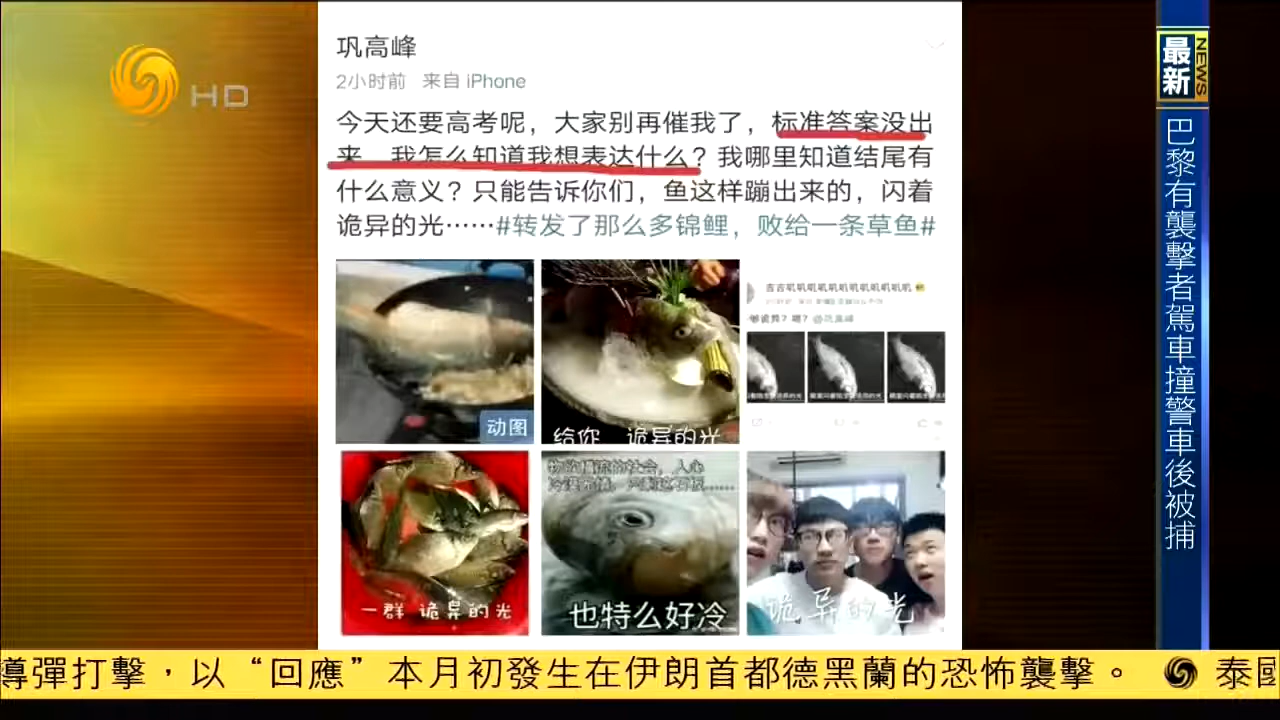 HD
巩高峰
2小时前 来自 iPhone
今天还要高考呢，大家别再催我了，标准答案没出
来，我怎么知道我想表达什么？我哪里知道结尾有
什么意义？只能告诉你们，鱼这样蹦出来的，闪着
诡异的光……#转发了那么多锦鲤，败给一条草鱼#
动图
给你 诡异的光
一群 诡异的光
也特么好冷
诡异的光
最新
NEWS
巴黎有襲擊者駕車撞警車後被捕
導彈打擊，以“回應”本月初發生在伊朗首都德黑蘭的恐怖襲擊。 泰國